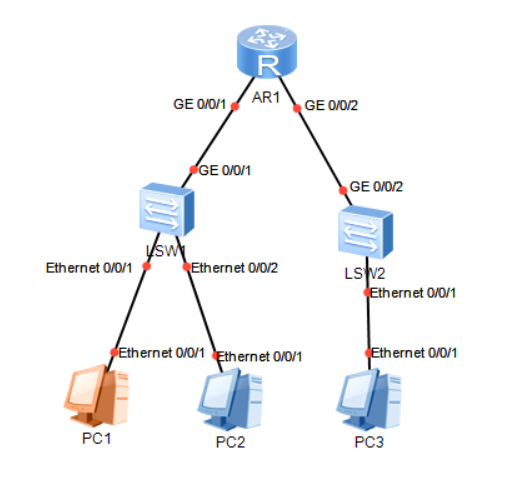 R
AR1
GE 0/0/1
GE 0/0/2
GE 0/0/1
GE 0/0/2
LSW1
LSW2
Ethernet 0/0/1
Ethernet 0/0/2
Ethernet 0/0/1
Ethernet 0/0/1
Ethernet 0/0/1
Ethernet 0/0/1
PC1
PC2
PC3